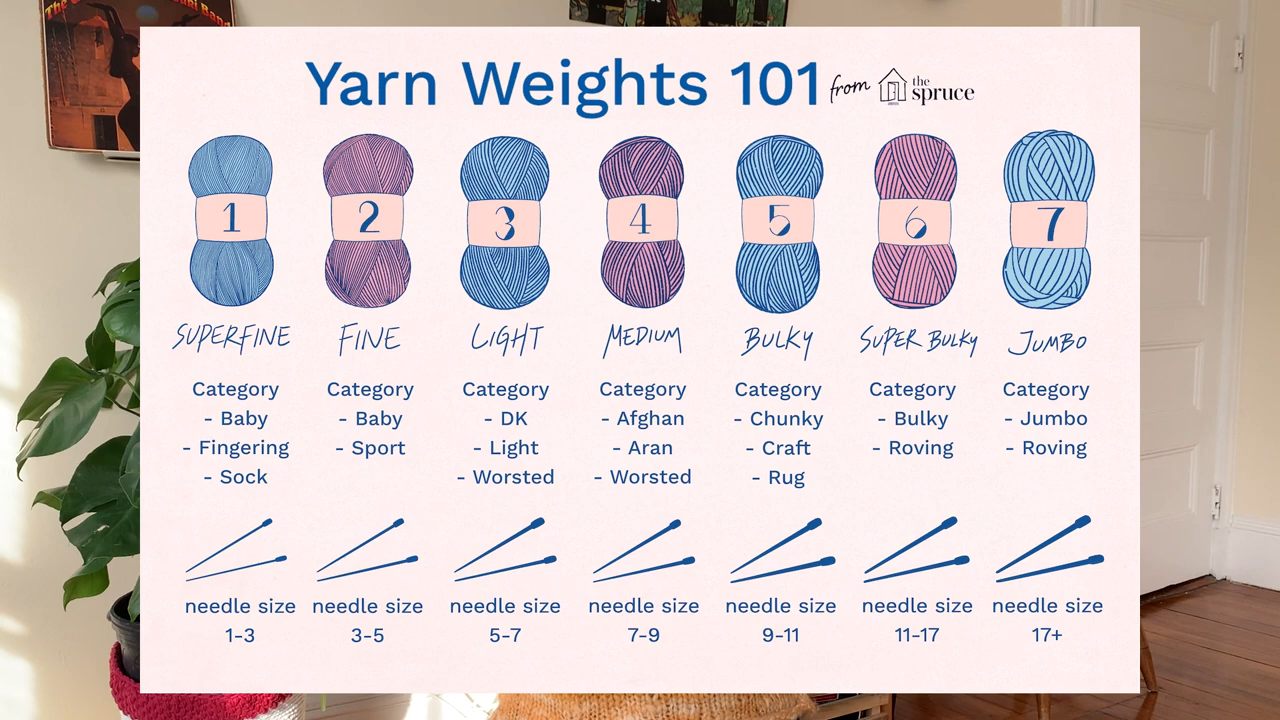 The
Band
Yarn Weights 101 from the spruce
1
2
3
4
5
6
7
SUPERFINE
FINE
LIGHT
MEDIUM
BULKY
SUPER BULKY
JUMBO
Category
- Baby
- Fingering
- Sock
Category
- Baby
- Sport
Category
- DK
- Light
- Worsted
Category
- Afghan
- Aran
- Worsted
Category
- Chunky
- Craft
- Rug
Category
- Bulky
- Roving
Category
- Jumbo
- Roving
needle size
1-3
needle size
3-5
needle size
5-7
needle size
7-9
needle size
9-11
needle size
11-17
needle size
17+